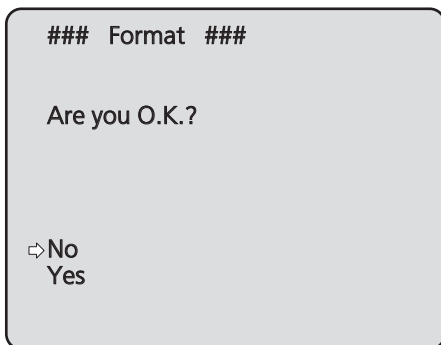 ### Format ###
Are you O.K.?
⇨No
Yes